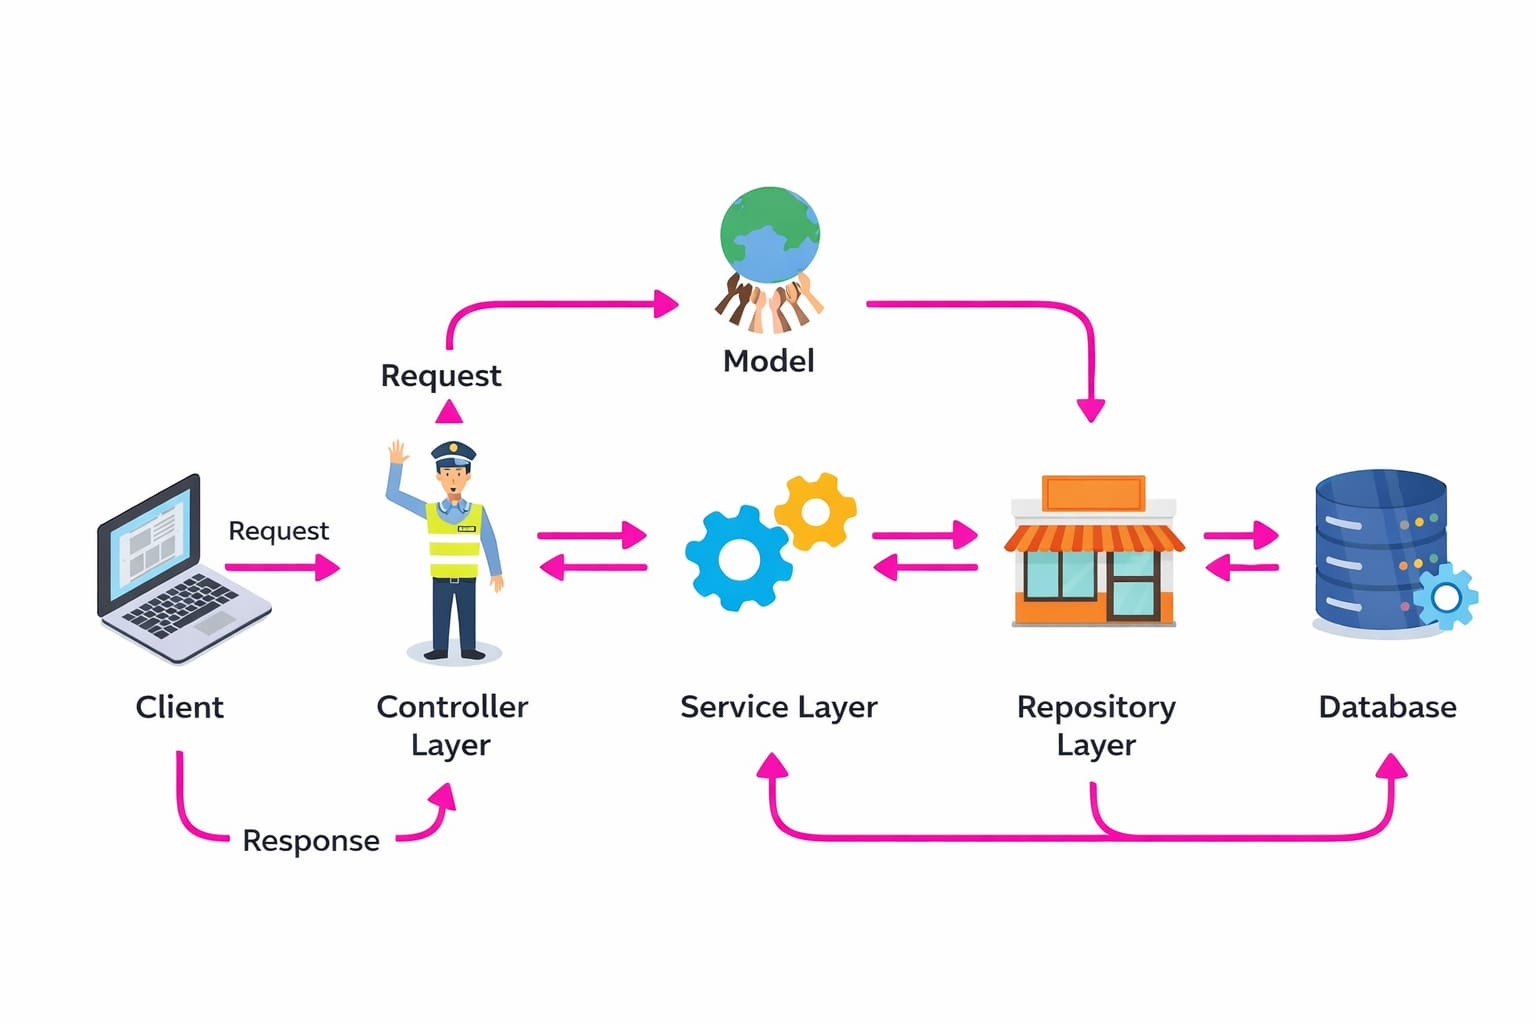 Model
Request
Request
Client
Controller
Layer
Service Layer
Repository
Layer
Database
Response